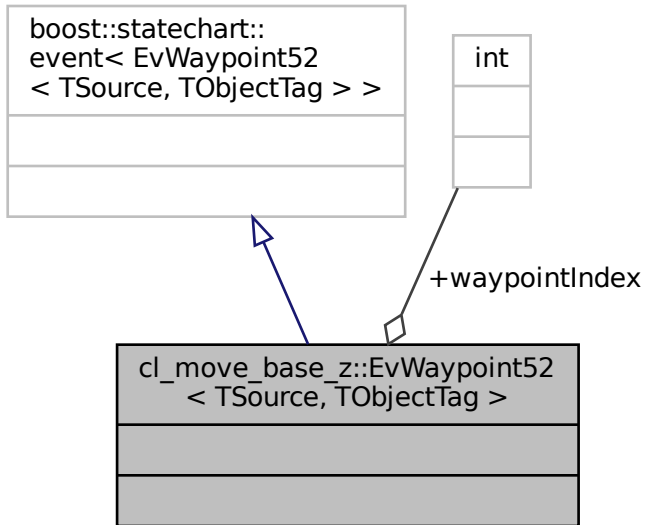 boost::statechart::
event< EvWaypoint52
< TSource, TObjectTag > >
int
+waypointIndex
cl_move_base_z::EvWaypoint52
< TSource, TObjectTag >